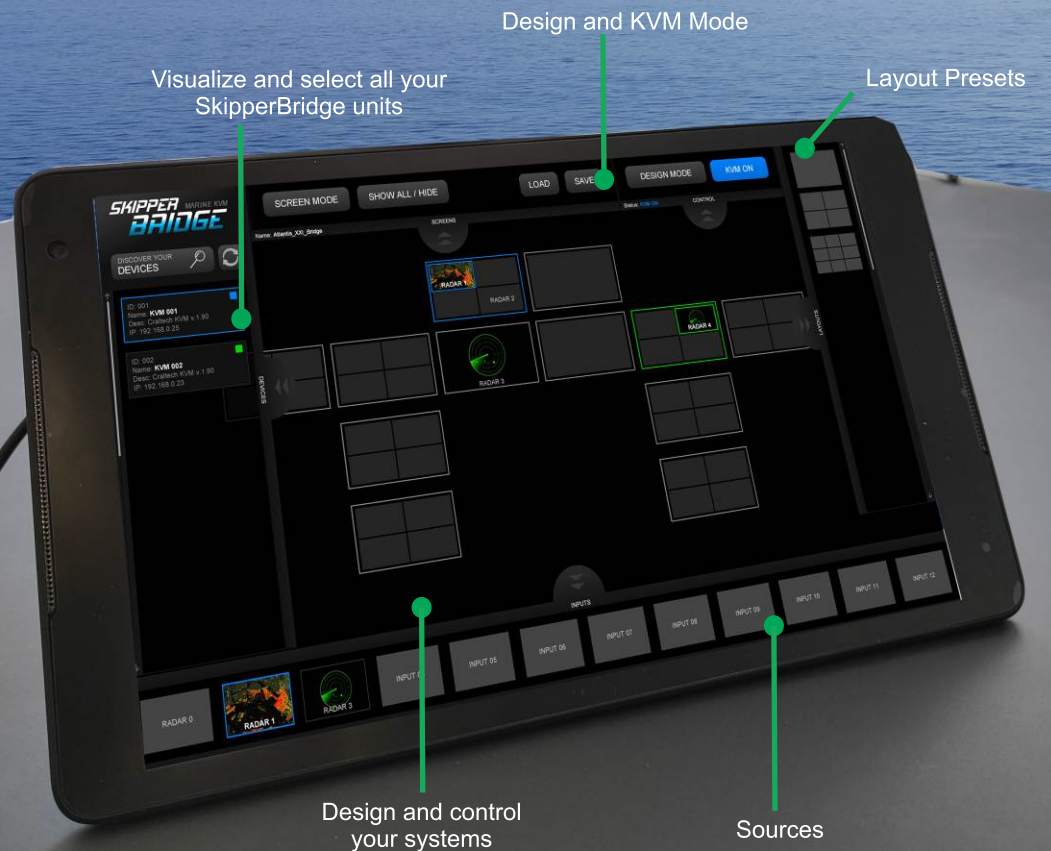 Design and KVM Mode
Visualize and select all your
SkipperBridge units
Layout Presets
SKIPPER MARINE KVM
BRIDGE
SCREEN MODE
SHOW ALL / HIDE
LOAD
SAVE
DESIGN MODE
KVM ON
DISCOVER YOUR
DEVICES
Name: Atlantis_XXI_Bridge
SCREENS
Status: KVM ON
CONTROL
ID: 001
Name: KVM 001
Desc: Craltech KVM v 1.90
IP: 192.168.0.25
ID: 002
Name: KVM 002
Desc: Craltech KVM v 1.90
IP: 192.168.0.23
DEVICES
RADAR 1
RADAR 2
RADAR 3
RADAR 4
LAYOUTS
INPUTS
RADAR 0
RADAR 1
RADAR 3
INPUT
INPUT 05
INPUT 06
INPUT 07
INPUT 08
INPUT 09
INPUT 10
INPUT 11
INPUT 12
Design and control
your systems
Sources